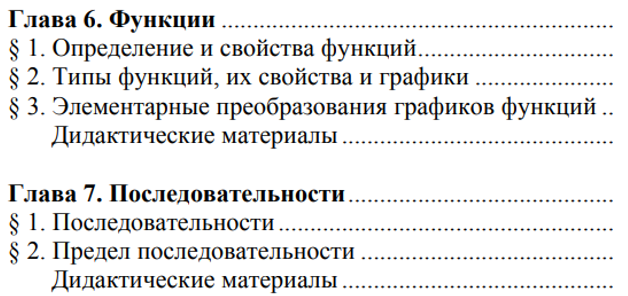 Глава 6. Функции ............................................................
§ 1. Определение и свойства функций..............................
§ 2. Типы функций, их свойства и графики .....................
§ 3. Элементарные преобразования графиков функций ..
Дидактические материалы ..........................................
Глава 7. Последовательности.........................................
§ 1. Последовательности ....................................................
§ 2. Предел последовательности .......................................
Дидактические материалы ..........................................